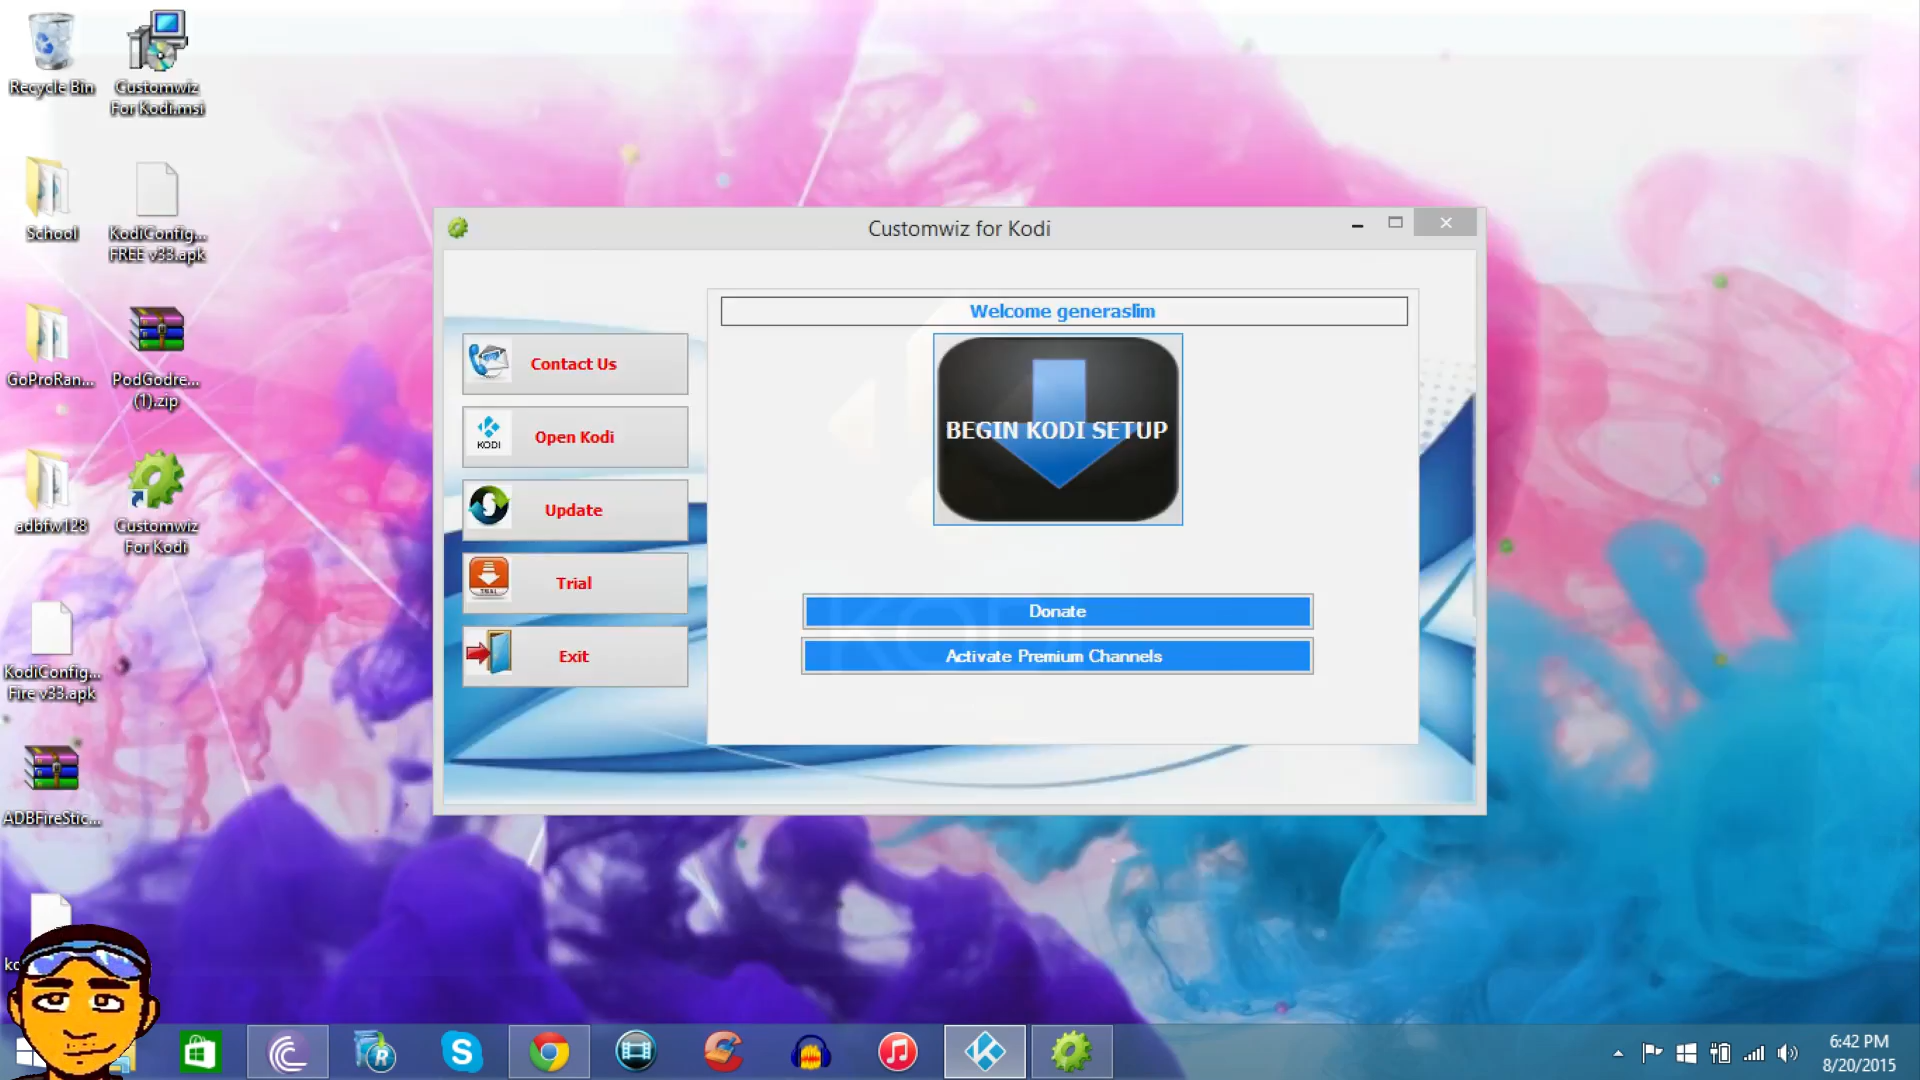 Recycle Bin
Customwiz
For Kodi.msi
School
KodiConfig...
FREE v33.apk
GoProRan...
PodGodre...
(1).zip
adbfw128
Customwiz
For Kodi
KodiConfig...
Fire v33.apk
ADBFireStic...
Customwiz for Kodi
Welcome generaslim
Contact Us
KODI
Open Kodi
Update
TRIAL
Trial
Exit
BEGIN KODI SETUP
Donate
Activate Premium Channels
6:42 PM
8/20/2015